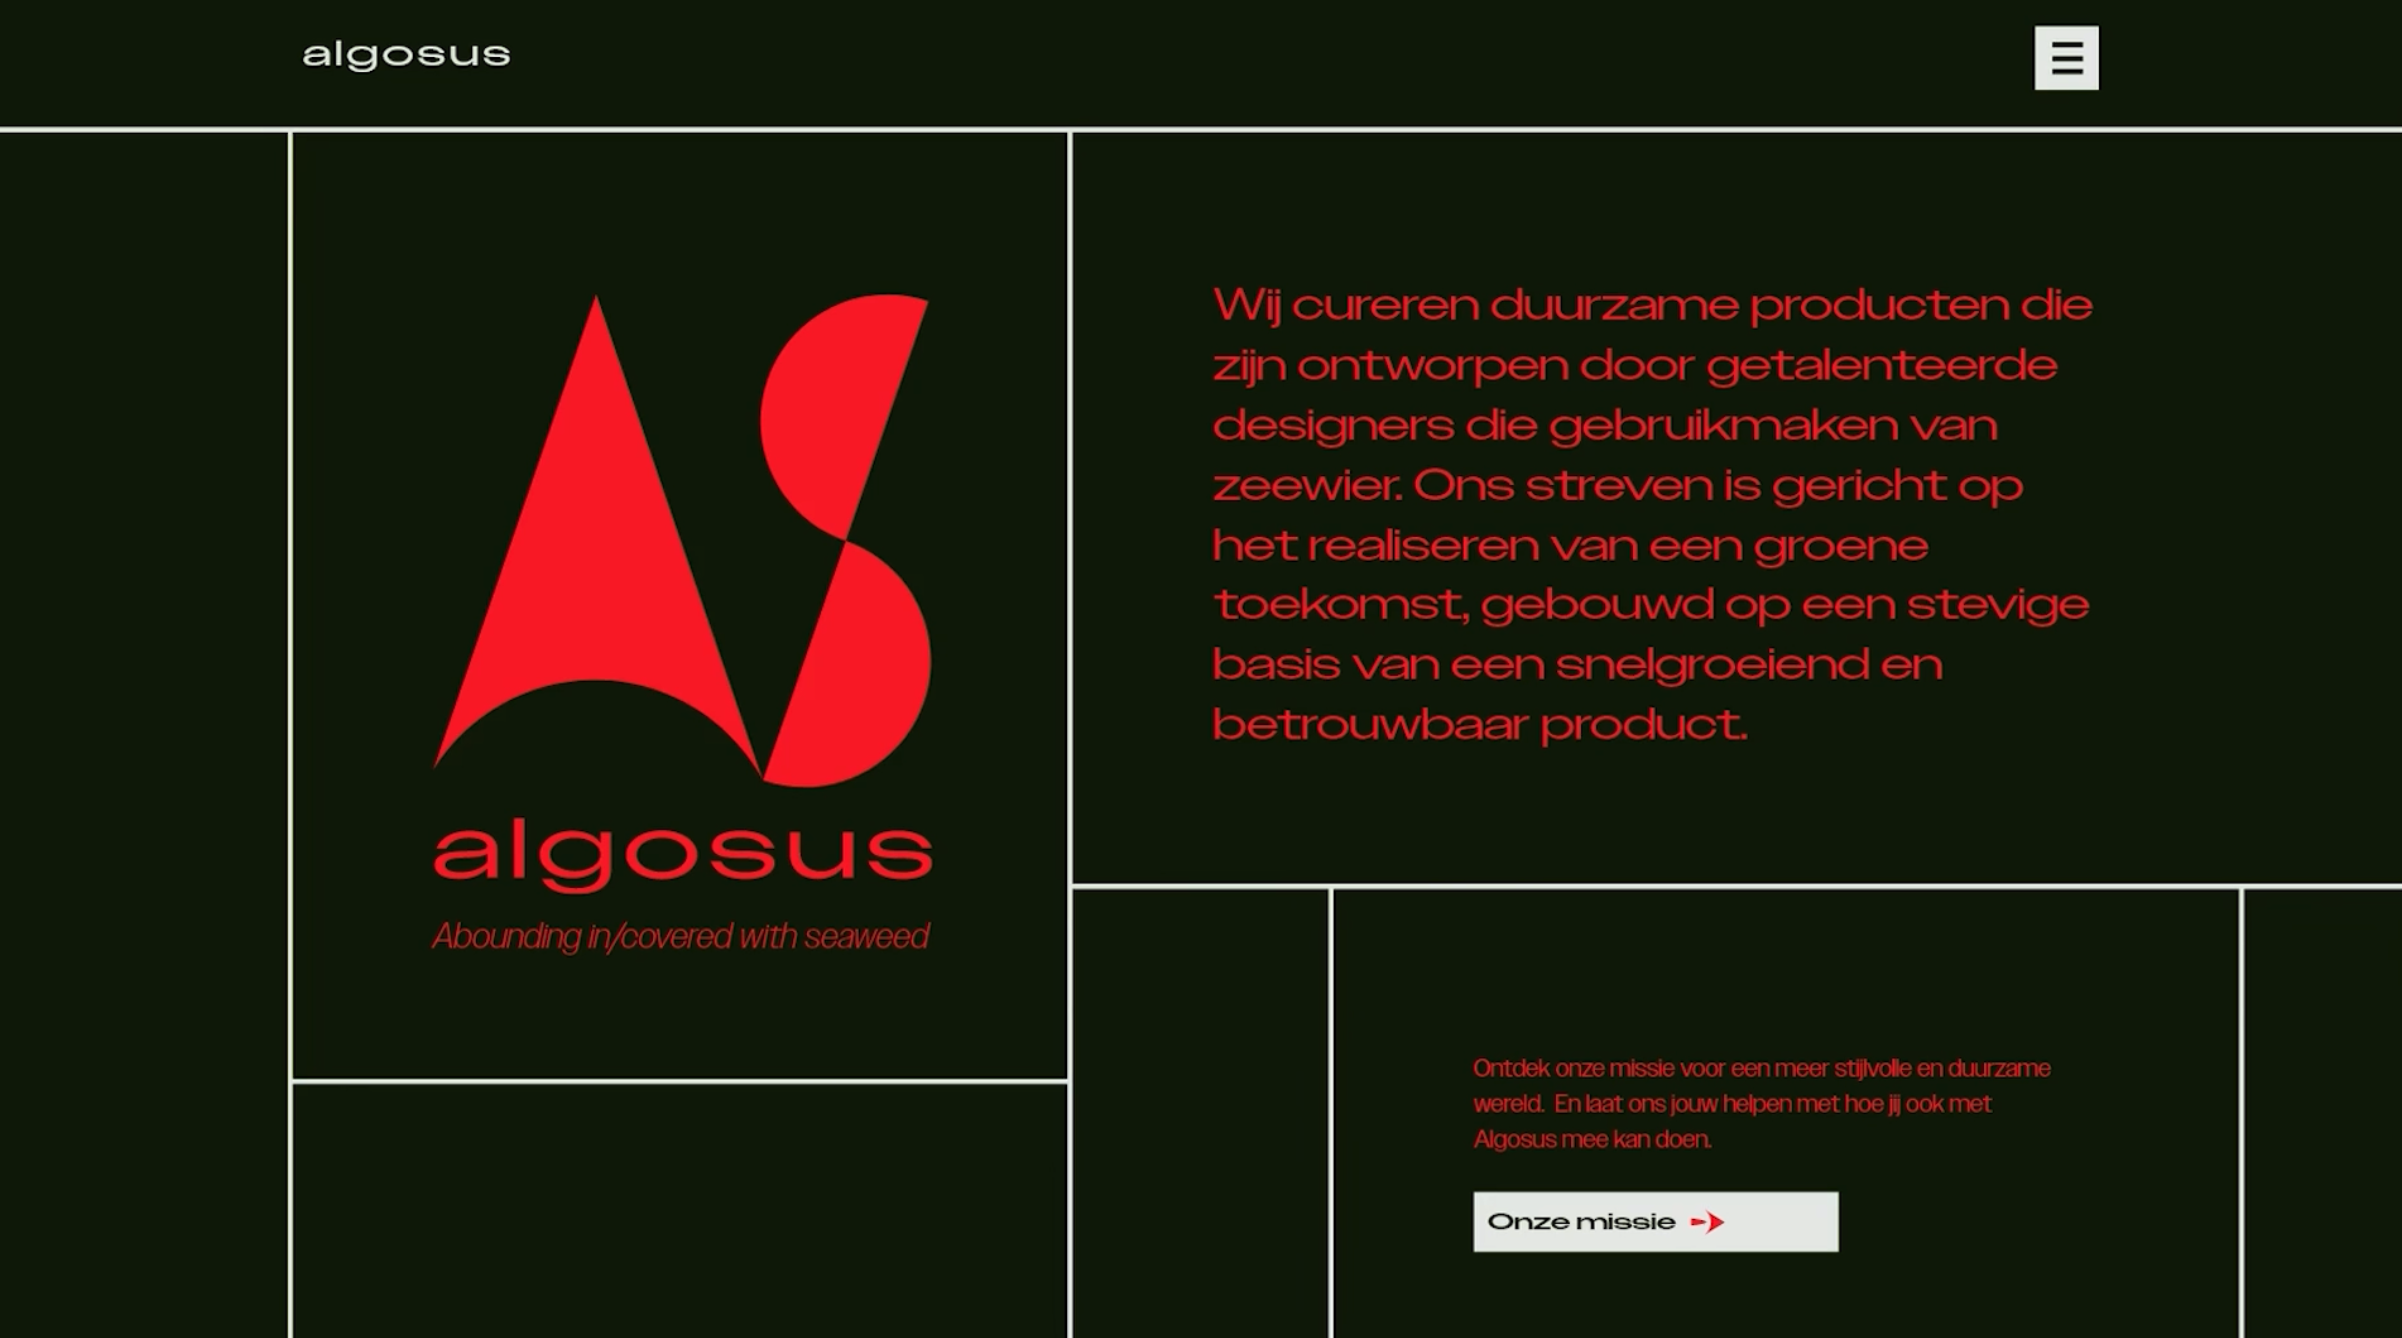 algosus
AS
algosus
Abounding in/covered with seaweed
Wij cureren duurzame producten die
zijn ontworpen door getalenteerde
designers die gebruikmaken van
zeewier. Ons streven is gericht op
het realiseren van een groene
toekomst, gebouwd op een stevige
basis van een snelgroeiend en
betrouwbaar product.
Ontdek onze missie voor een meer stijlvolle en duurzame
wereld. En laat ons jouw helpen met hoe jij ook met
Algosus mee kan doen.
Onze missie